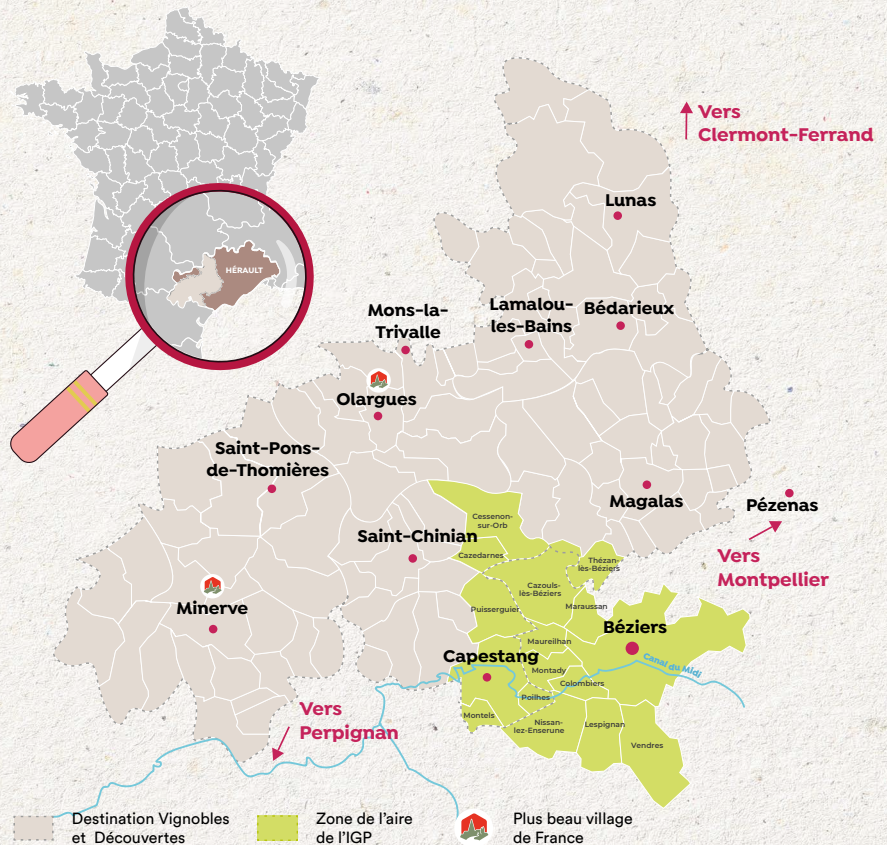 Vers
Clermont-Ferrand
Lunas
HÉRAULT
Mons-la-
Trivalle
Lamalou-
les-Bains
Bédarieux
Olargues
Saint-Pons-
de-Thomières
Magalas
Pézenas
Vers
Montpellier
Cessenon-
sur-Orb
Saint-Chinian
Cazedarnes
Thézan-
lès-Béziers
Cazouls-
lès-Béziers
Puisserguier
Maraussan
Minerve
Béziers
Maureilhan
Capestang
Montady
Canal du Midi
Colombiers
Poilhes
Vers
Perpignan
Montels
Nissan-
lez-Enserune
Lespignan
Vendres
Destination Vignobles
et Découvertes
Zone de l'aire
de l'IGP
Plus beau village
de France